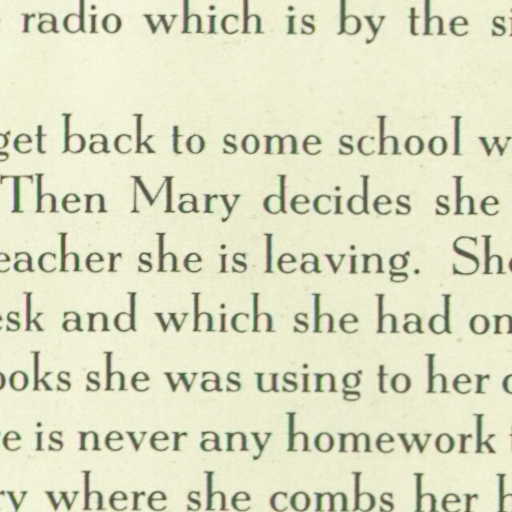 radio which is by the
get back to some school
Then Mary decides she
eacher she is leaving. She
esk and which she had on
ooks she was using to her
e is never any homework
ry where she combs her